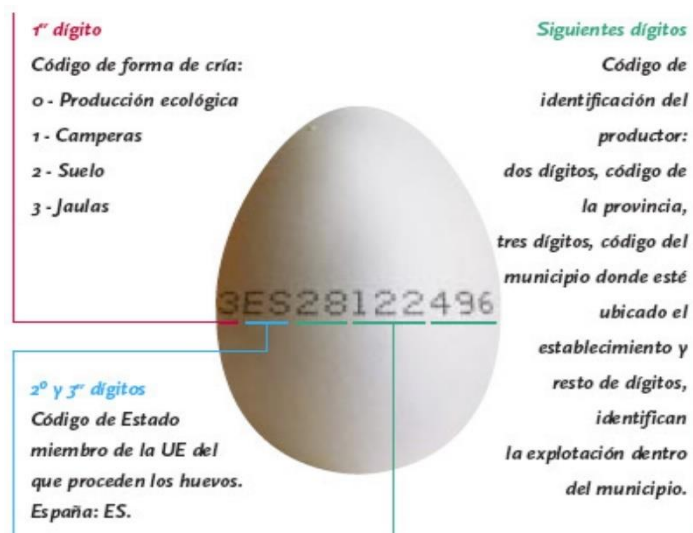 1er dígito
Código de forma de cría:
0 - Producción ecológica
1 - Camperas
2 - Suelo
3 - Jaulas
Siguientes dígitos
Código de
identificación del
productor:
dos dígitos, código de
la provincia,
tres dígitos, código del
municipio donde esté
ubicado el
establecimiento y
resto de dígitos,
identifican
la explotación dentro
del municipio.
3ES28122496
2º y 3er dígitos
Código de Estado
miembro de la UE del
que proceden los huevos.
España: ES.